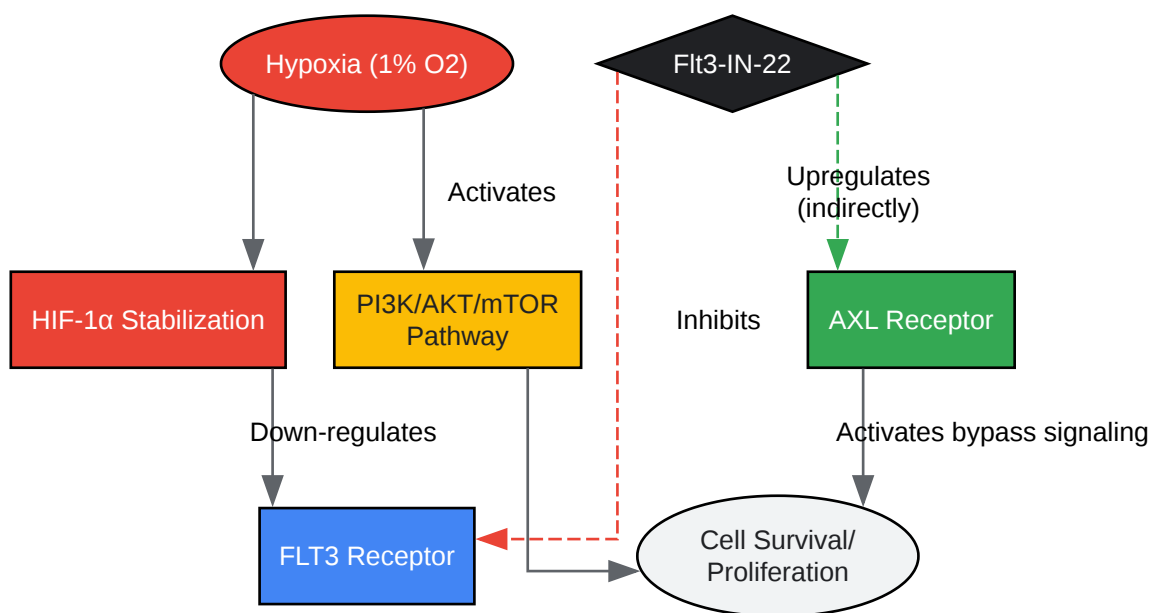 Hypoxia (1% O2)
Flt3-IN-22
Activates
Upregulates
(indirectly)
HIF-1α Stabilization
PI3K/AKT/mTOR
Pathway
Inhibits
AXL Receptor
Down-regulates
Activates bypass signaling
FLT3 Receptor
Cell Survival/
Proliferation